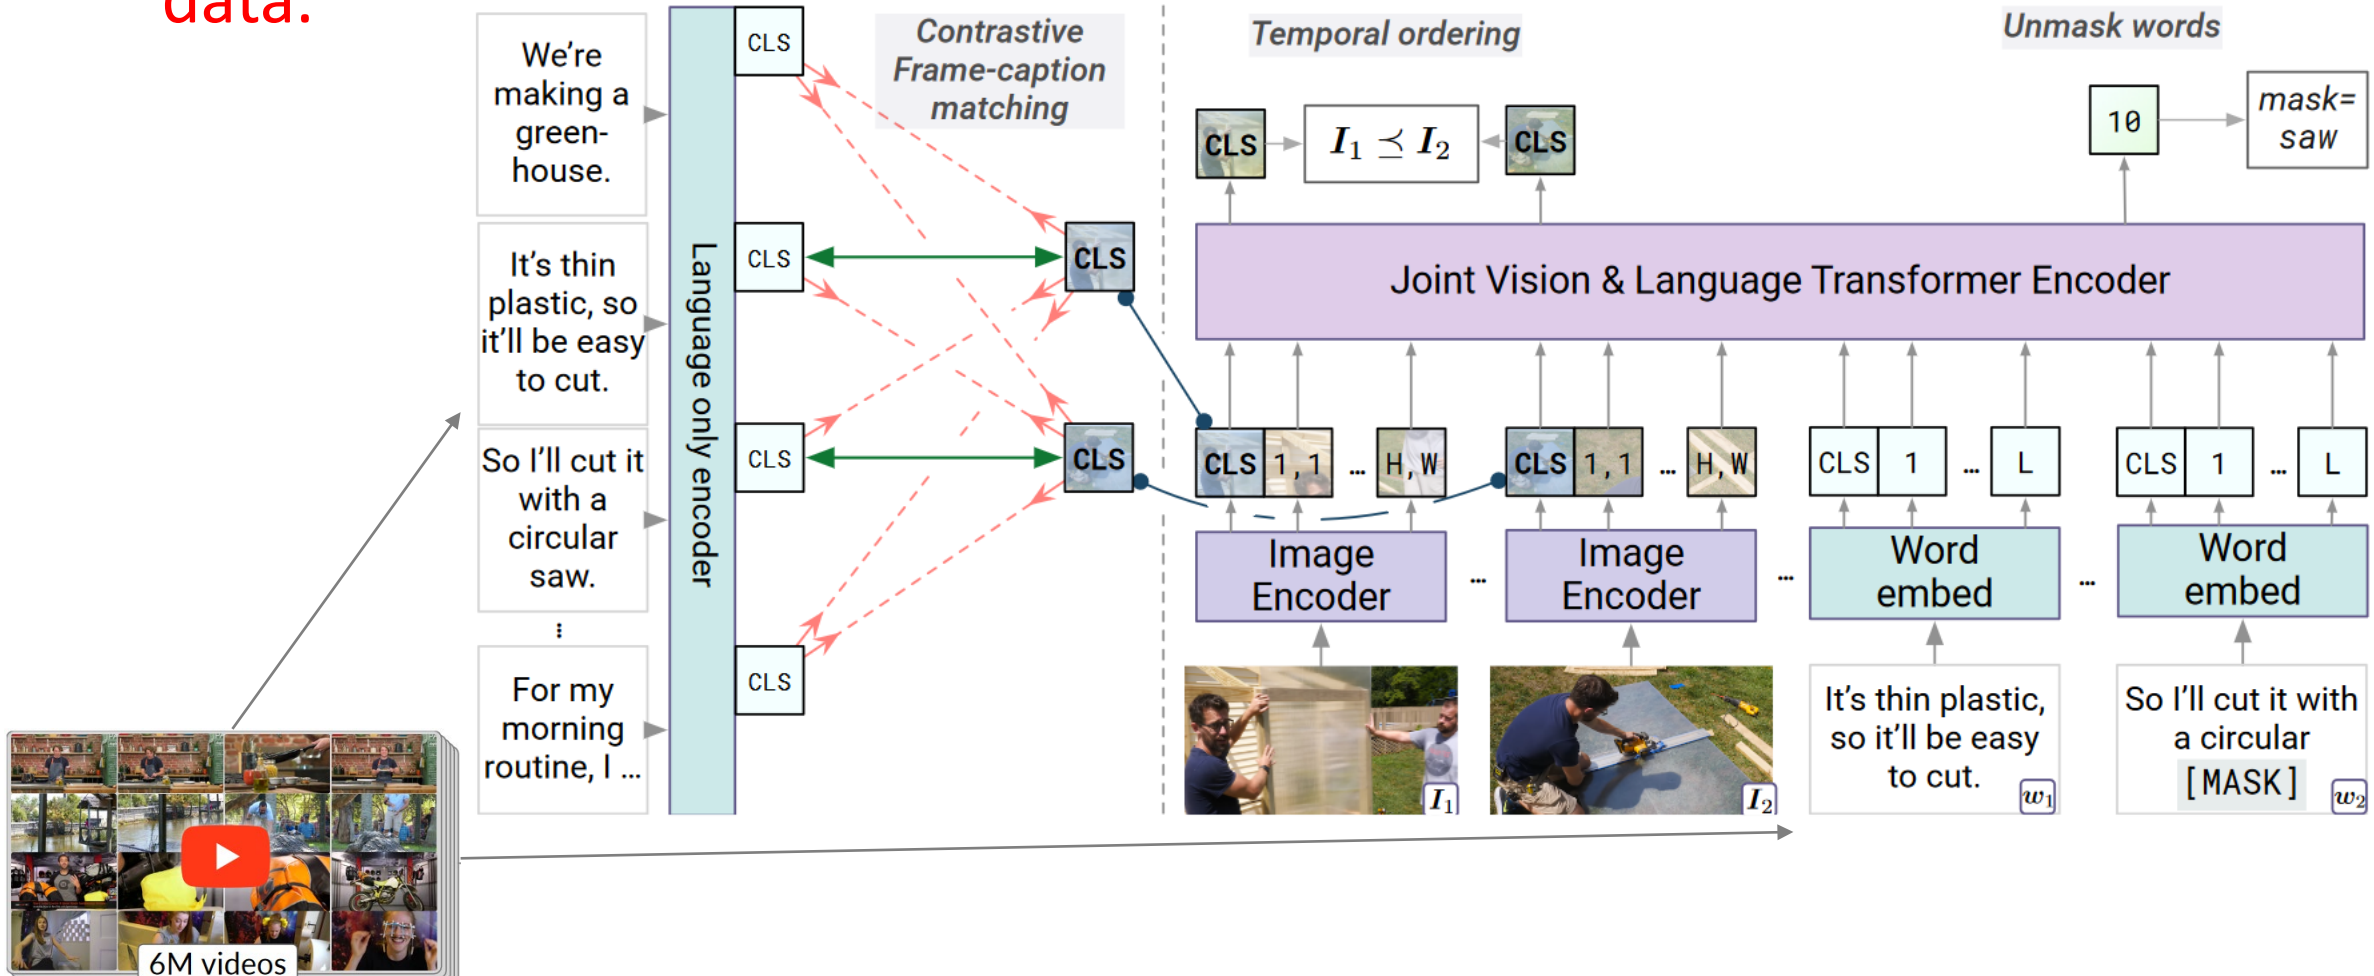 data.
We're
making a
green-
house.
It's thin
plastic, so
it'll be easy
to cut.
So I'll cut it
with a
circular
saw.
⋮
For my
morning
routine, I ...
Language only encoder
CLS
CLS
CLS
CLS
Contrastive
Frame-caption
matching
CLS
CLS
Temporal ordering
Unmask words
CLS
I₁ ⪯ I₂
CLS
10
mask=
saw
Joint Vision & Language Transformer Encoder
CLS 1,1 ... H,W
CLS 1,1 ... H,W
CLS 1 ... L
CLS 1 ... L
Image
Encoder
...
Image
Encoder
...
Word
embed
...
Word
embed
I₁
I₂
It's thin plastic,
so it'll be easy
to cut.
w₁
So I'll cut it with
a circular
[MASK]
w₂
6M videos